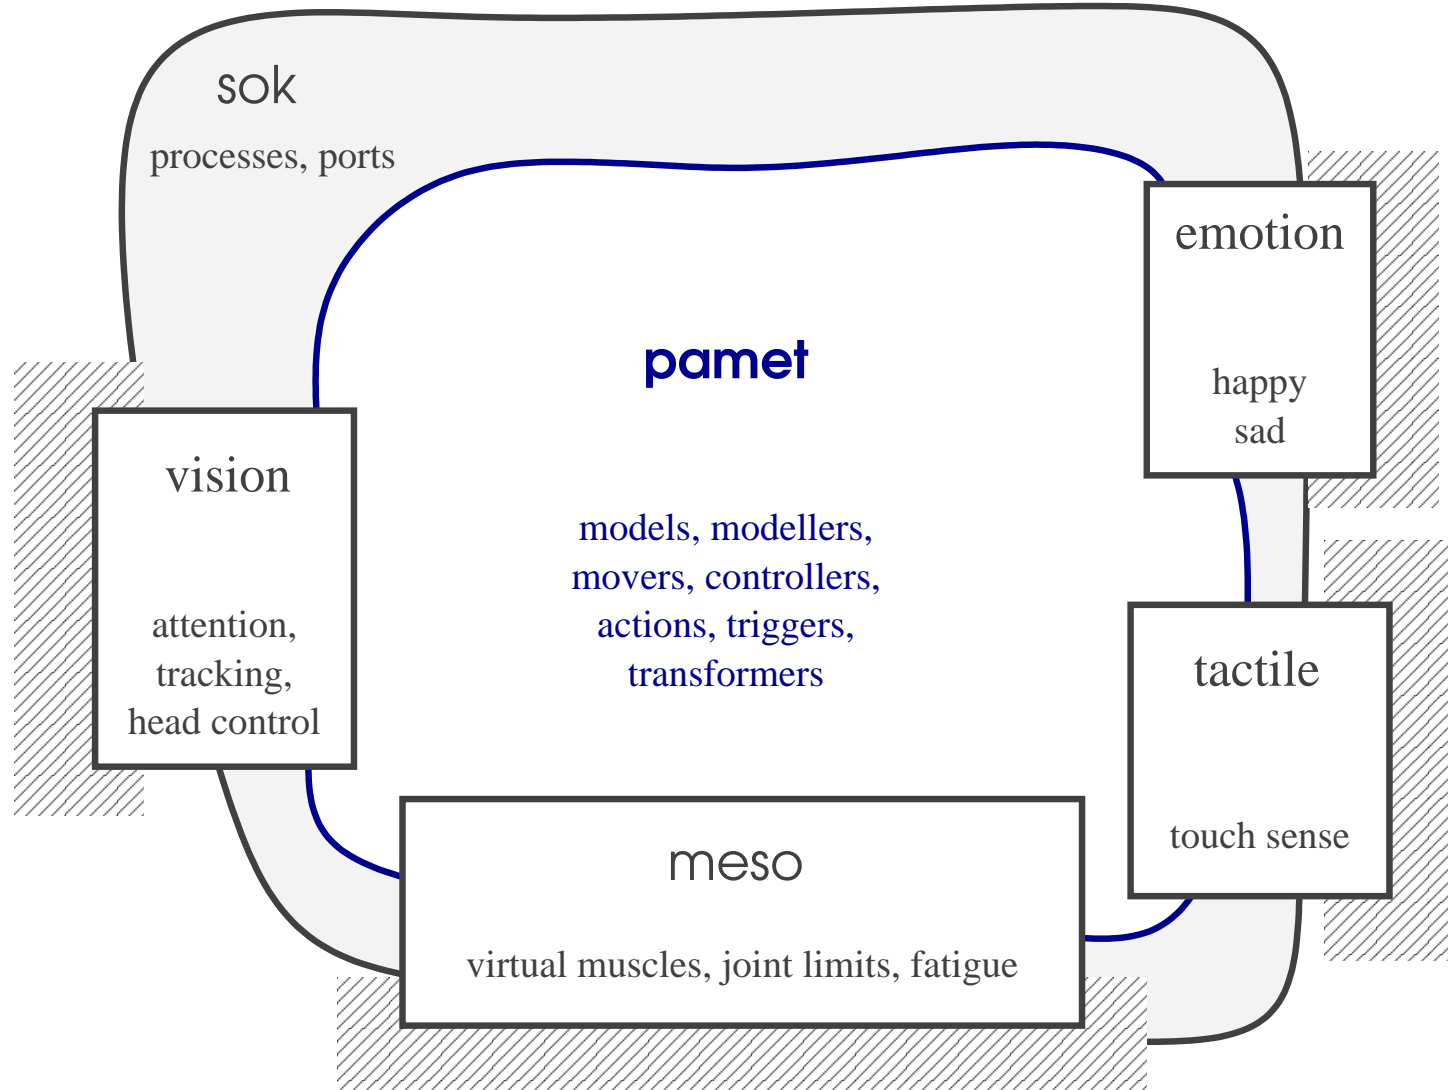 sok
processes, ports
emotion
happy
sad
pamet
models, modellers,
movers, controllers,
actions, triggers,
transformers
vision
attention,
tracking,
head control
tactile
touch sense
meso
virtual muscles, joint limits, fatigue